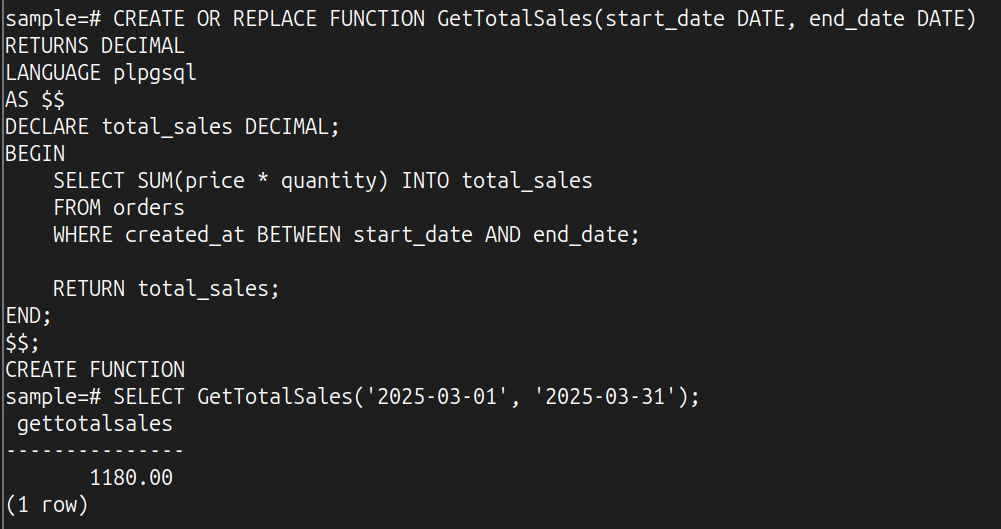 sample=# CREATE OR REPLACE FUNCTION GetTotalSales(start_date DATE, end_date DATE)
RETURNS DECIMAL
LANGUAGE plpgsql
AS $$
DECLARE total_sales DECIMAL;
BEGIN
    SELECT SUM(price * quantity) INTO total_sales
    FROM orders
    WHERE created_at BETWEEN start_date AND end_date;

    RETURN total_sales;
END;
$$;
CREATE FUNCTION
sample=# SELECT GetTotalSales('2025-03-01', '2025-03-31');
 gettotalsales
---------------
       1180.00
(1 row)